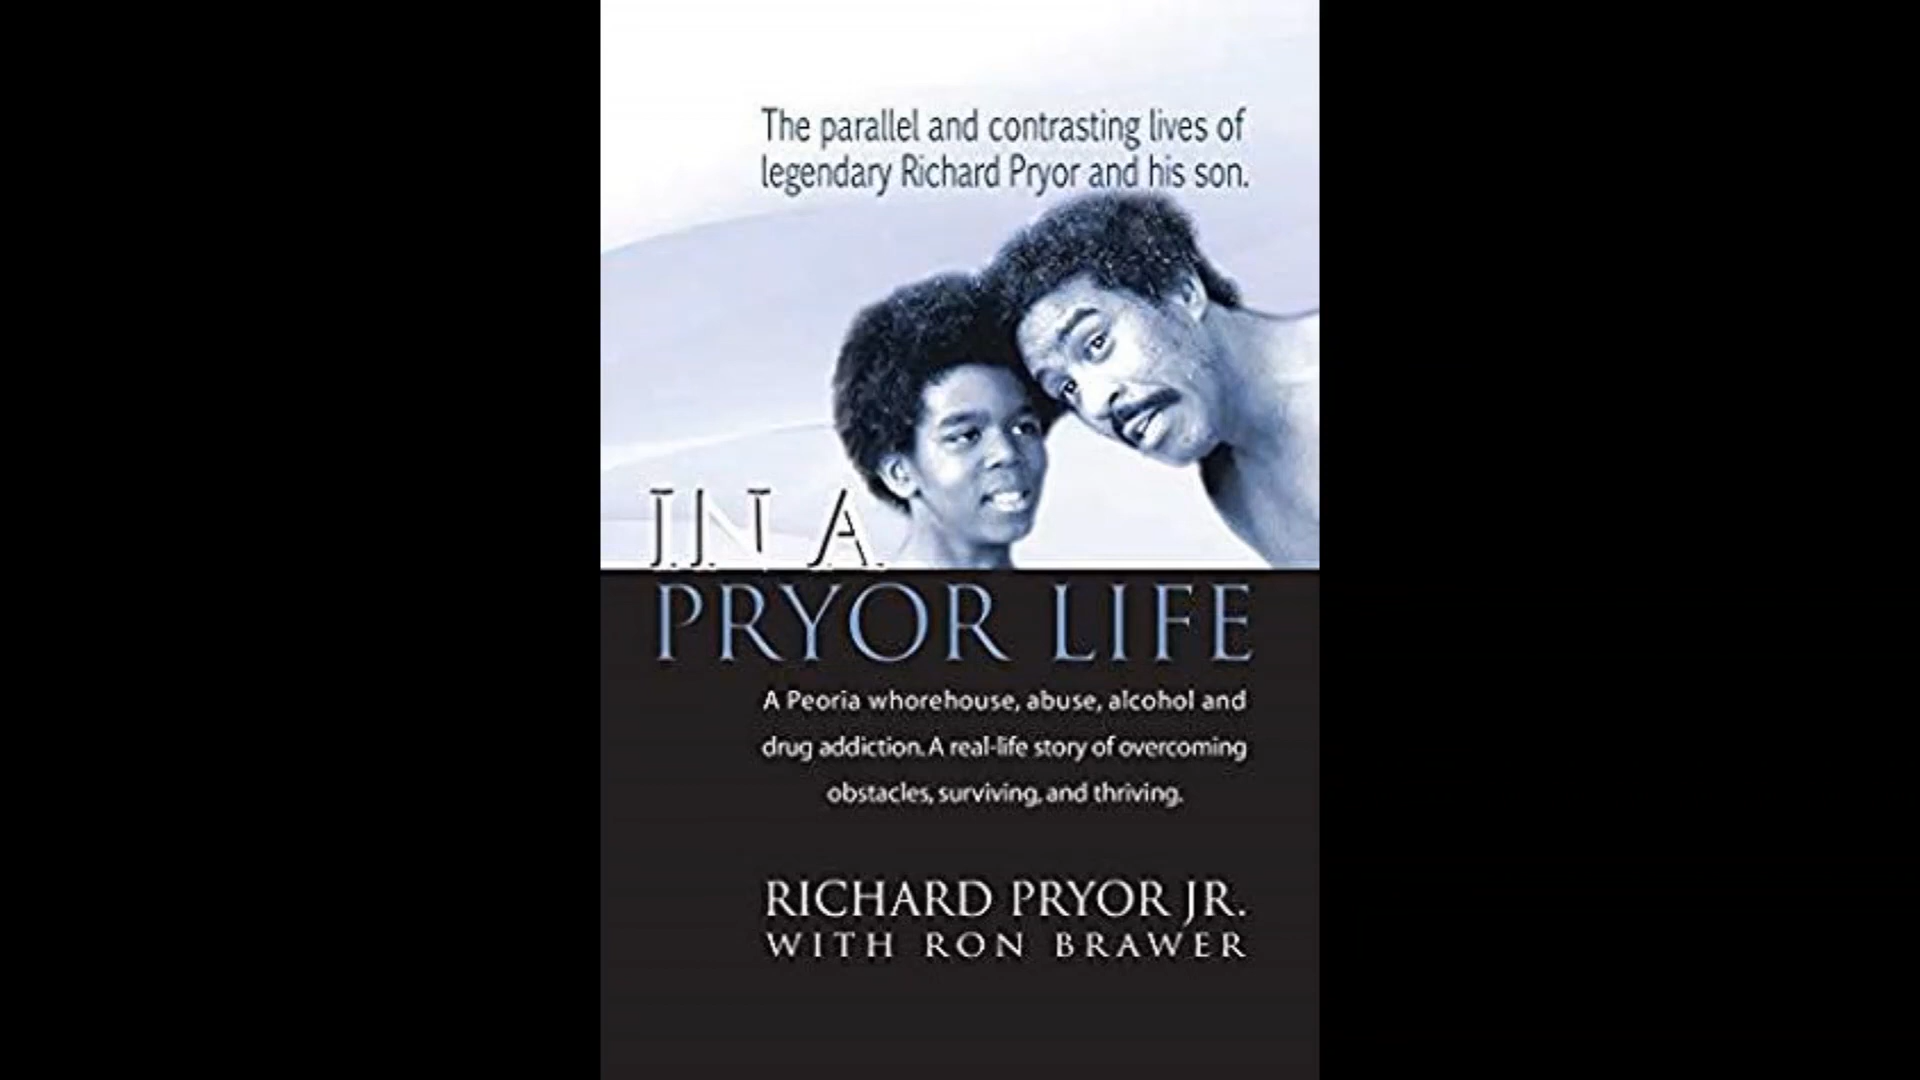 The parallel and contrasting lives of
legendary Richard Pryor and his son.
IN A
PRYOR LIFE
A Peoria whorehouse, abuse, alcohol and
drug addiction. A real-life story of overcoming
obstacles, surviving, and thriving.
RICHARD PRYOR JR.
WITH RON BRAWER